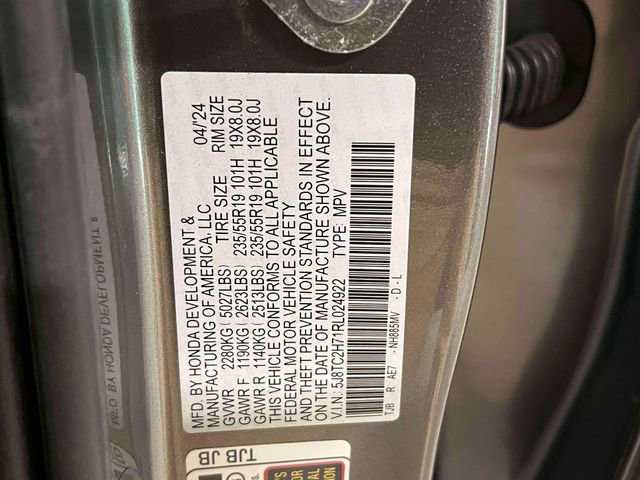 MFD. BY HONDA DEVELOPMENT & 04/'24
MANUFACTURING OF AMERICA, LLC
TIRE SIZE RIM SIZE
GVWR 2280KG(5027LBS)
GAWR F 1190KG(2623LBS) 235/55R19 101H 19X8.0J
GAWR R 1140KG(2513LBS) 235/55R19 101H 19X8.0J
THIS VEHICLE CONFORMS TO ALL APPLICABLE
FEDERAL MOTOR VEHICLE SAFETY
AND THEFT PREVENTION STANDARDS IN EFFECT
ON THE DATE OF MANUFACTURE SHOWN ABOVE.
V.I.N: 5J8TC2H71RL024922 TYPE: MPV
TJB R AE7 -NH885MV -D-L
TJB JB